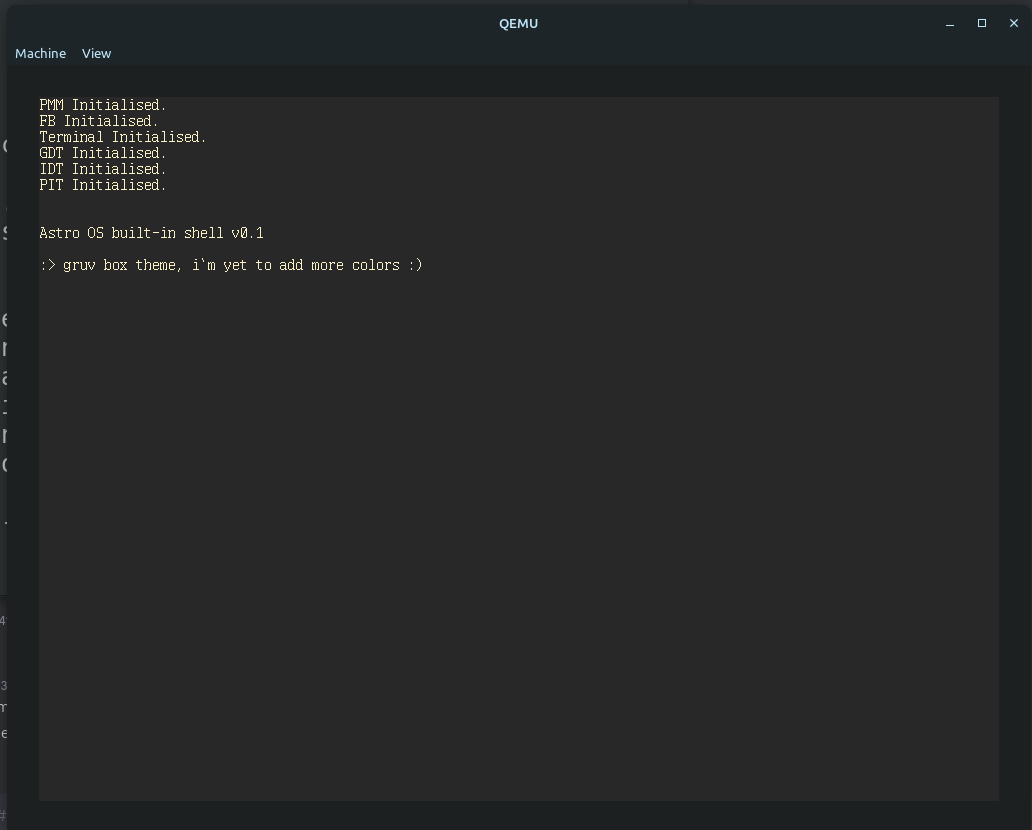 QEMU
Machine View
PMM Initialised.
FB Initialised.
Terminal Initialised.
GDT Initialised.
IDT Initialised.
PIT Initialised.
Astro OS built-in shell v0.1
:> gruv box theme, i`m yet to add more colors :)